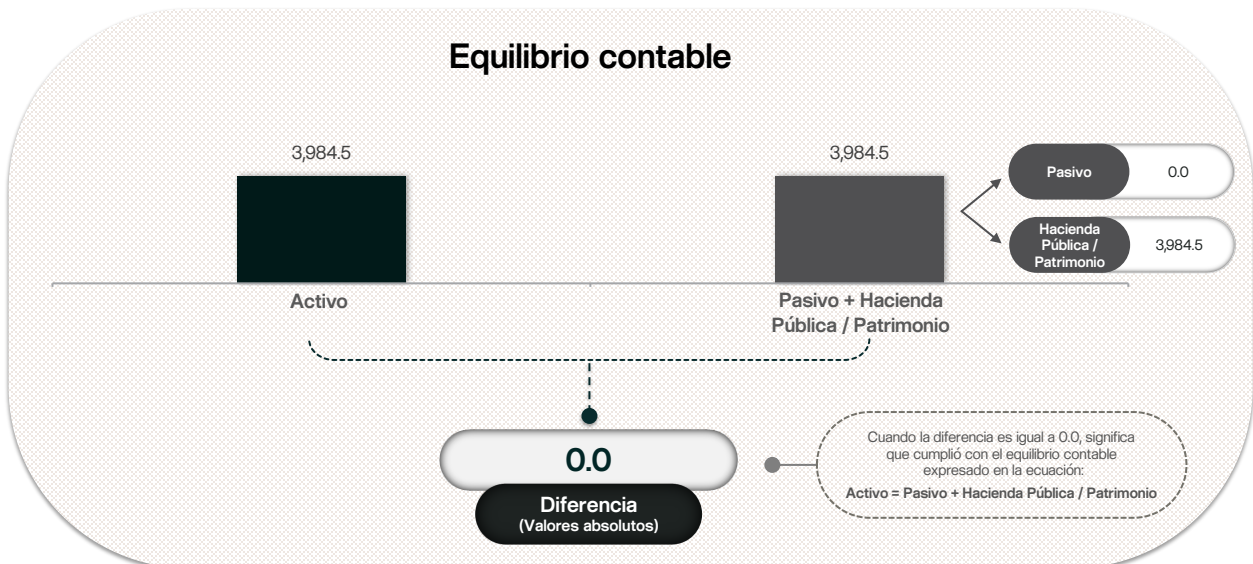 Equilibrio contable
3,984.5
3,984.5
Pasivo
0.0
Hacienda
Pública /
Patrimonio
3,984.5
Activo
Pasivo + Hacienda
Pública / Patrimonio
0.0
Diferencia
(Valores absolutos)
Cuando la diferencia es igual a 0.0, significa
que cumplió con el equilibrio contable
expresado en la ecuación:
Activo = Pasivo + Hacienda Pública / Patrimonio